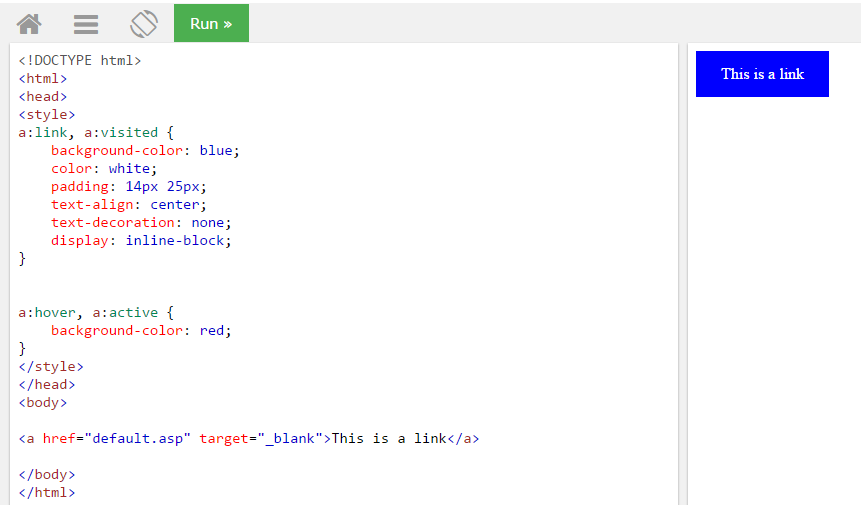 Run »
<!DOCTYPE html>
<html>
<head>
<style>
a:link, a:visited {
    background-color: blue;
    color: white;
    padding: 14px 25px;
    text-align: center;
    text-decoration: none;
    display: inline-block;
}
a:hover, a:active {
    background-color: red;
}
</style>
</head>
<body>
<a href="default.asp" target="_blank">This is a link</a>
</body>
</html>
This is a link